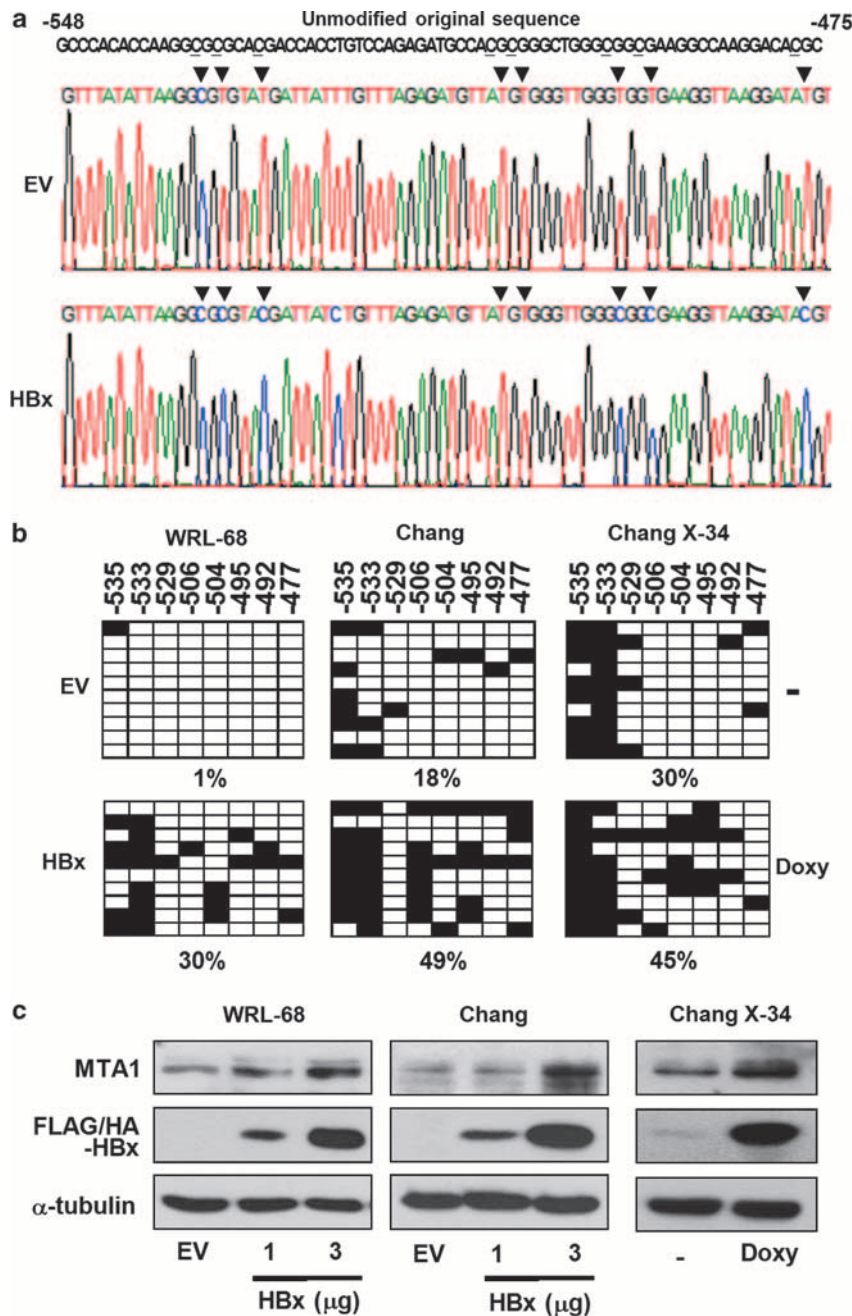 a
-548 Unmodified original sequence -475
GCCCACACCAAGGCGCGCACGACCACCTGTCCAGAGATGCCACGCGGGCTGGGCGGCGAAGGCCAAGGACACGC
GTTTATATTAAGGCGTGTATGATTATTTGTTTAGAGATGTTATGTGGGTTGGGTGGTGAAGGTTAAGGATATGT
EV
GTTTATATTAAGGCGCGTACGATTATCTGTTTAGAGATGTTATGTGGGTTGGGCGGCGAAGGTTAAGGATACGT
HBx
b
WRL-68 Chang Chang X-34
-535 -533 -529 -506 -504 -495 -492 -477 -535 -533 -529 -506 -504 -495 -492 -477 -535 -533 -529 -506 -504 -495 -492 -477
EV -
1% 18% 30%
HBx Doxy
30% 49% 45%
c
WRL-68 Chang Chang X-34
MTA1
FLAG/HA
-HBx
α-tubulin
EV 1 3 EV 1 3 - Doxy
HBx (μg) HBx (μg)